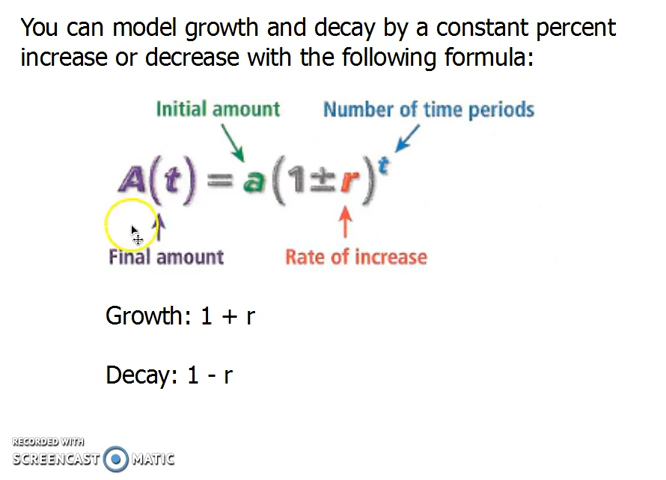 You can model growth and decay by a constant percent
increase or decrease with the following formula:
Initial amount
Number of time periods
A(t) = a(1±r)^t
Final amount
Rate of increase
Growth: 1 + r
Decay: 1 - r
RECORDED WITH
SCREENCAST MATIC